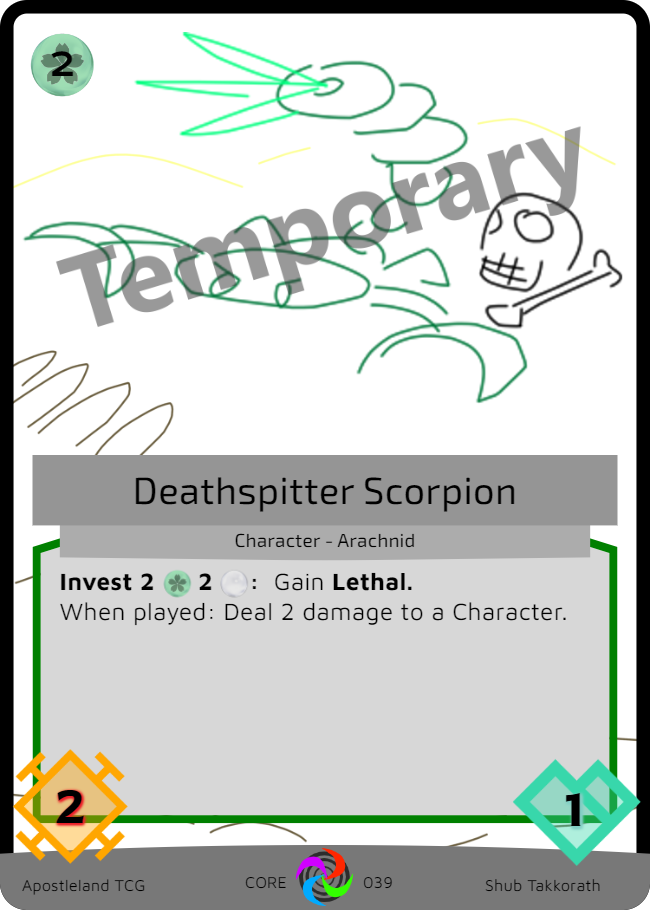 2
Temporary
Deathspitter Scorpion
Character - Arachnid
Invest 2 2 : Gain Lethal.
When played: Deal 2 damage to a Character.
2
1
Apostleland TCG
CORE 039
Shub Takkorath